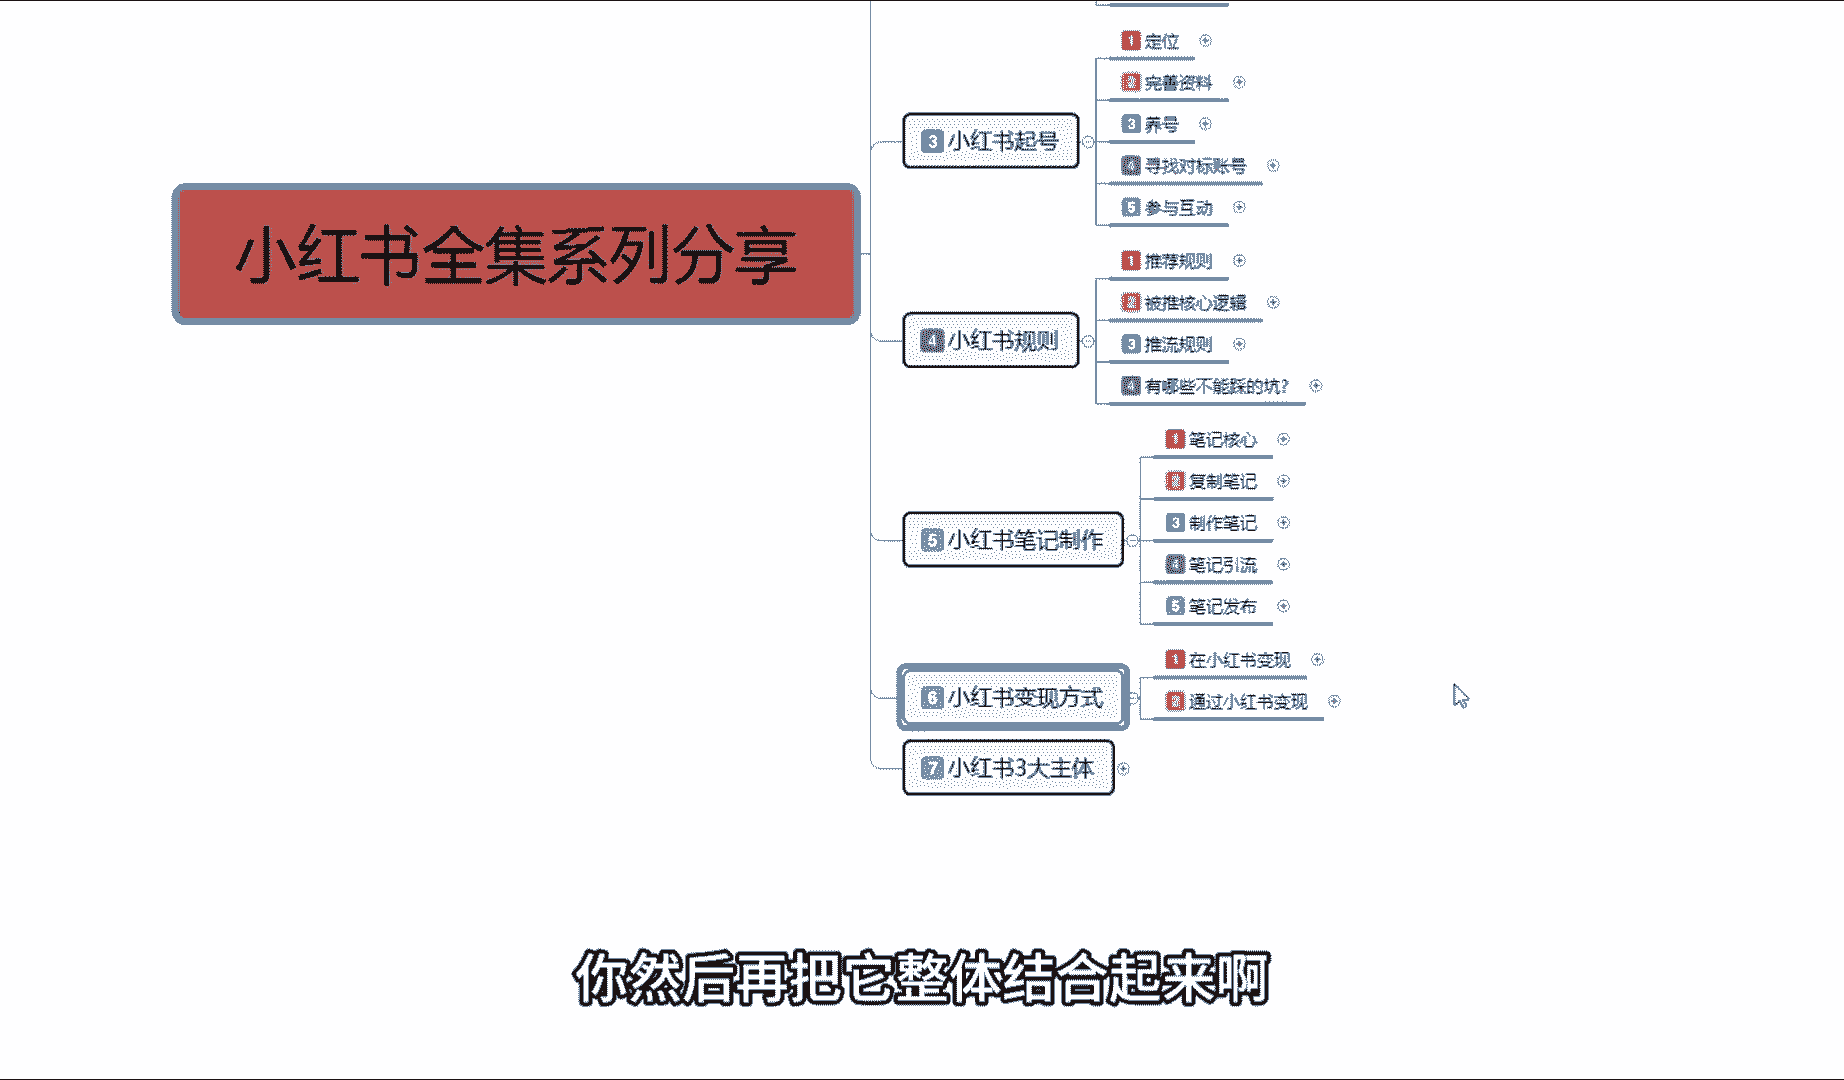 小红书全集系列分享
3 小红书起号
1 定位
2 完善资料
3 养号
4 寻找对标账号
5 参与互动
4 小红书规则
1 推荐规则
2 被推核心逻辑
3 推流规则
4 有哪些不能踩的坑?
5 小红书笔记制作
1 笔记核心
2 复制笔记
3 制作笔记
4 笔记引流
5 笔记发布
6 小红书变现方式
1 在小红书变现
2 通过小红书变现
7 小红书3大主体
你然后再把它整体结合起来啊